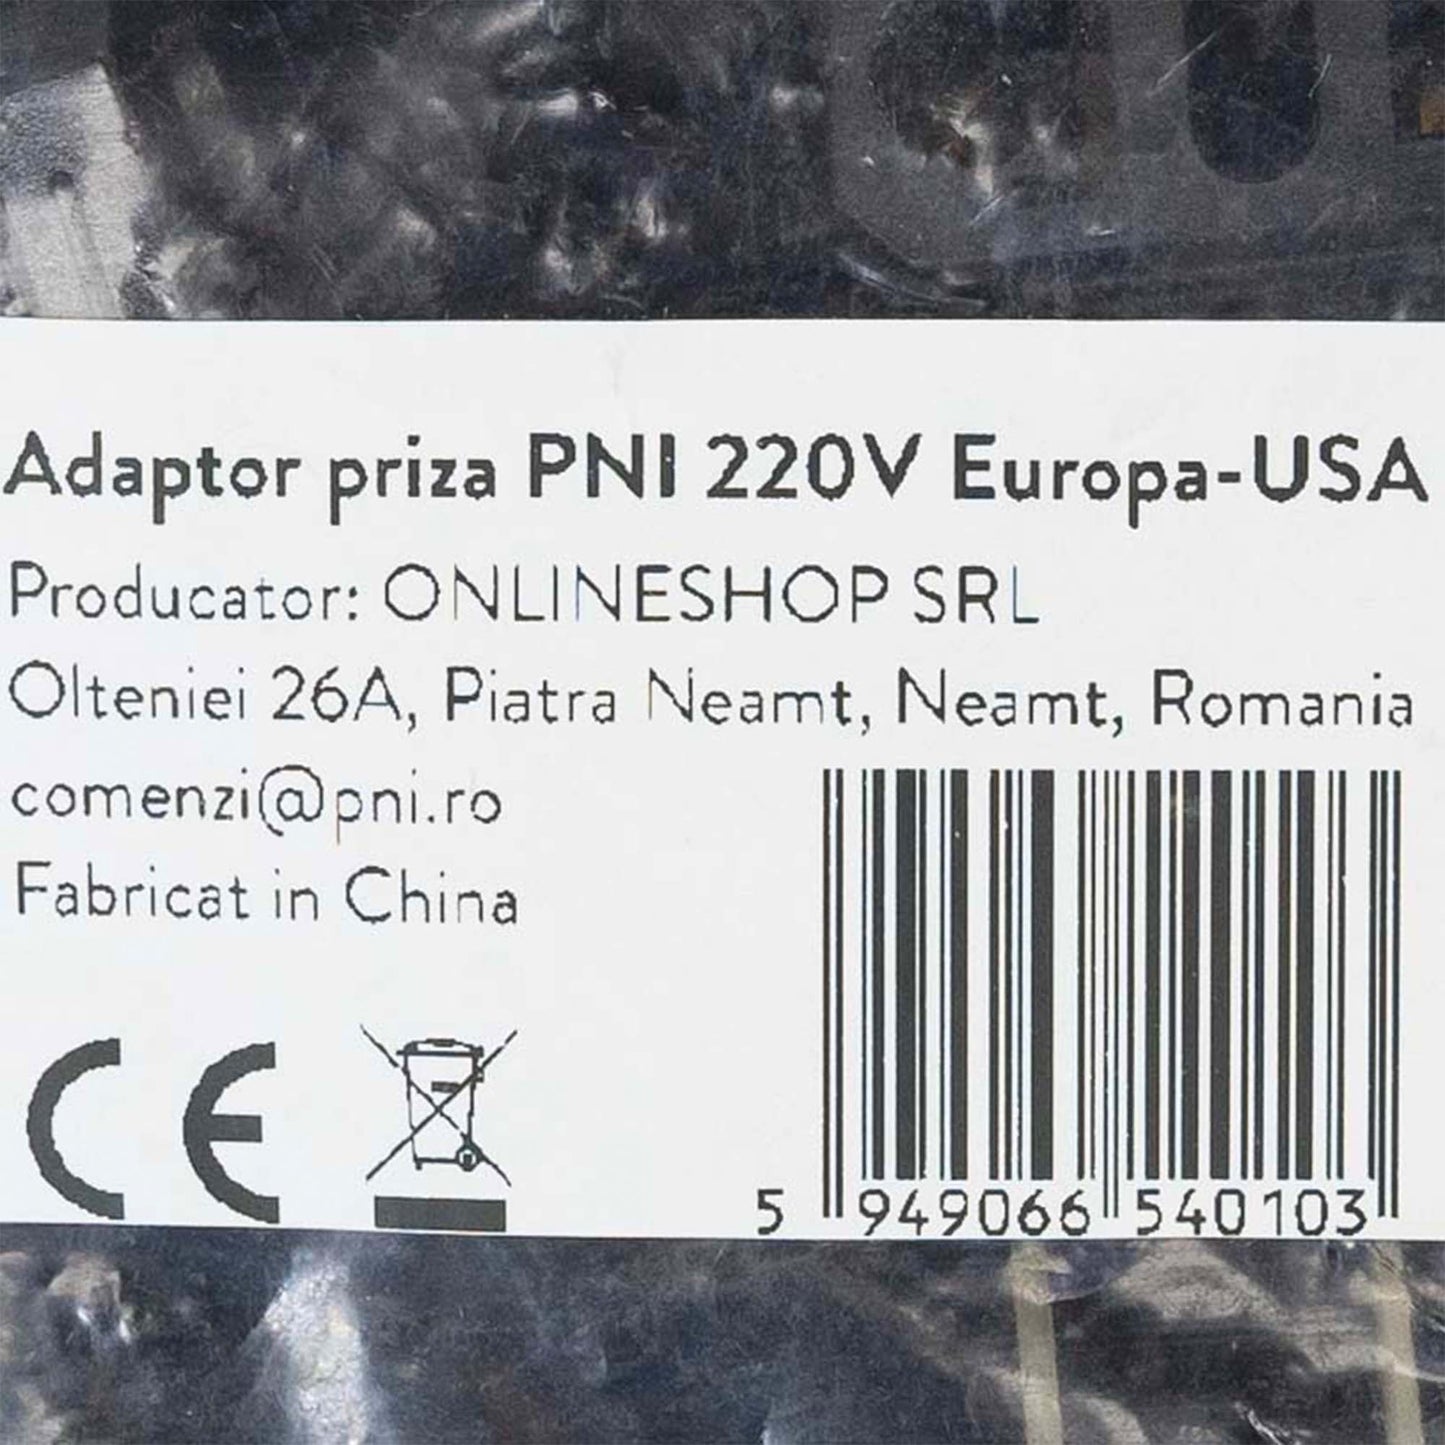 Adaptor priza PNI 220V Europa-USA
Producator: ONLINESHOP SRL
Olteniei 26A, Piatra Neamt, Neamt, Romania
comenzi@pni.ro
Fabricat in China
CE
5 949066 540103